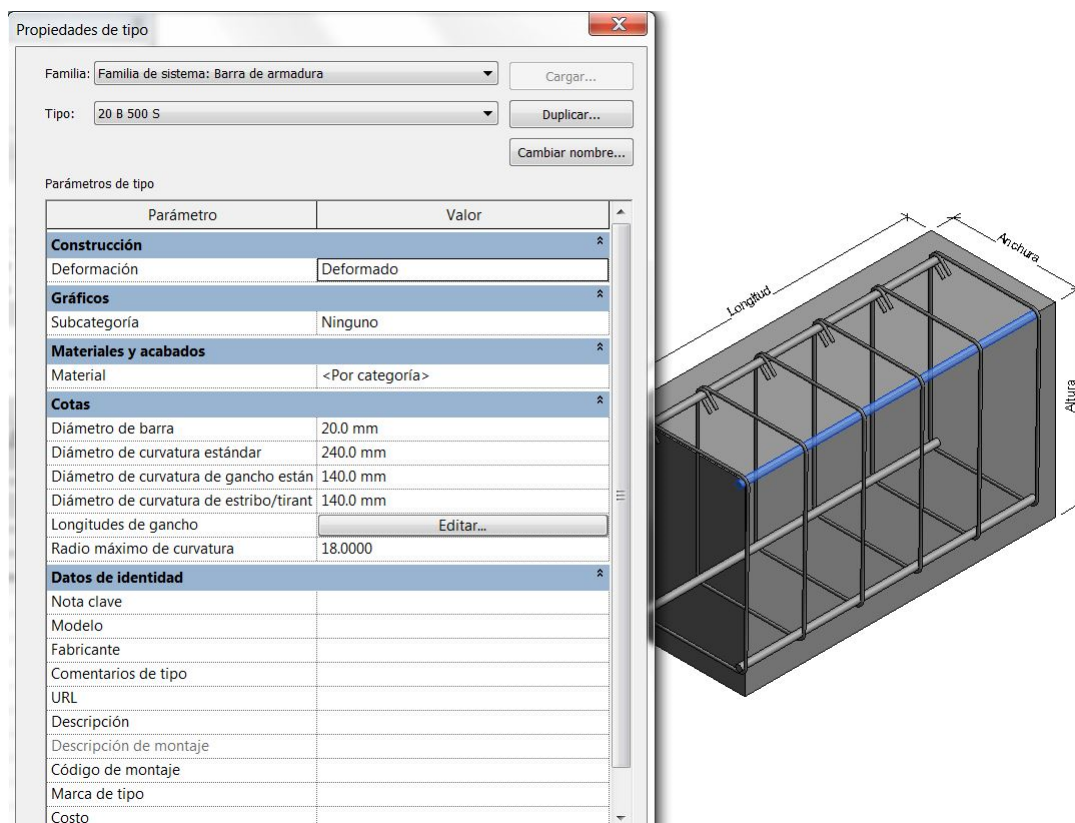 Propiedades de tipo
Familia: Familia de sistema: Barra de armadura Cargar...
Tipo: 20 B 500 S Duplicar...
Cambiar nombre...
Parámetros de tipo
Parámetro Valor
Construcción
Deformación Deformado
Gráficos
Subcategoría Ninguno
Materiales y acabados
Material <Por categoría>
Cotas
Diámetro de barra 20.0 mm
Diámetro de curvatura estándar 240.0 mm
Diámetro de curvatura de gancho están 140.0 mm
Diámetro de curvatura de estribo/tirant 140.0 mm
Longitudes de gancho Editar...
Radio máximo de curvatura 18.0000
Datos de identidad
Nota clave
Modelo
Fabricante
Comentarios de tipo
URL
Descripción
Descripción de montaje
Código de montaje
Marca de tipo
Costo
Longitud
Anchura
Altura